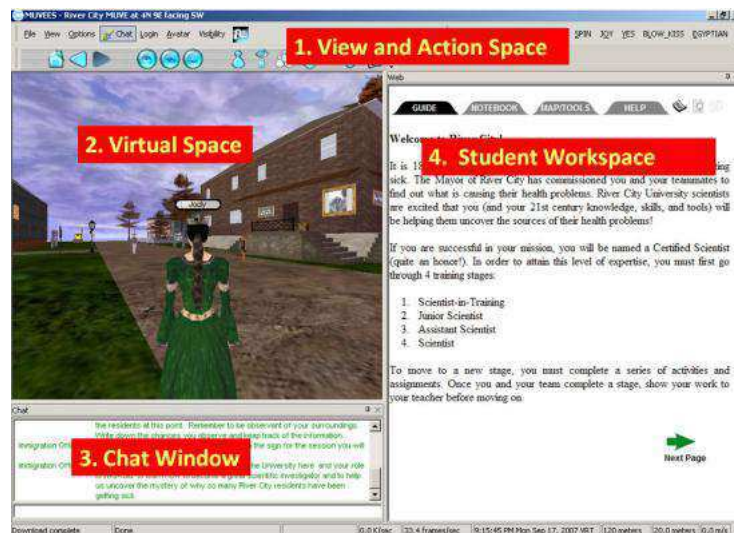 MUVEES - River City MUVE at 4N 9E facing SW
File View Options Chat Login Avatar Visibility
SPIN JOY YES BLOW_KISS EGYPTIAN
1. View and Action Space
Web
GUIDE NOTEBOOK MAP/TOOLS HELP
2. Virtual Space
Jody
4. Student Workspace
Welcome to River City!
It is 18
sick. The Mayor of River City has commissioned you and your teammates to
find out what is causing their health problems. River City University scientists
are excited that you (and your 21st century knowledge, skills, and tools) will
be helping them uncover the sources of their health problems!
If you are successful in your mission, you will be named a Certified Scientist
(quite an honor!). In order to attain this level of expertise, you must first go
through 4 training stages:
1. Scientist-in-Training
2. Junior Scientist
3. Assistant Scientist
4. Scientist
To move to a new stage, you must complete a series of activities and
assignments. Once you and your team complete a stage, show your work to
your teacher before moving on
Next Page
Chat
the residents at this point. Remember to be observant of your surroundings.
Write down the changes you observe and keep track of the information.
Immigration Off the sign for the session you will
3. Chat Window
Immigration Off the University here and your role
us uncover the mystery of why so many River City residents have been
getting sick.
Download complete Done 0.0 K/sec 33.4 frames/sec 9:15:45 PM Mon Sep 17, 2007 VRT 120 meters 20.0 meters 0.0 m/s